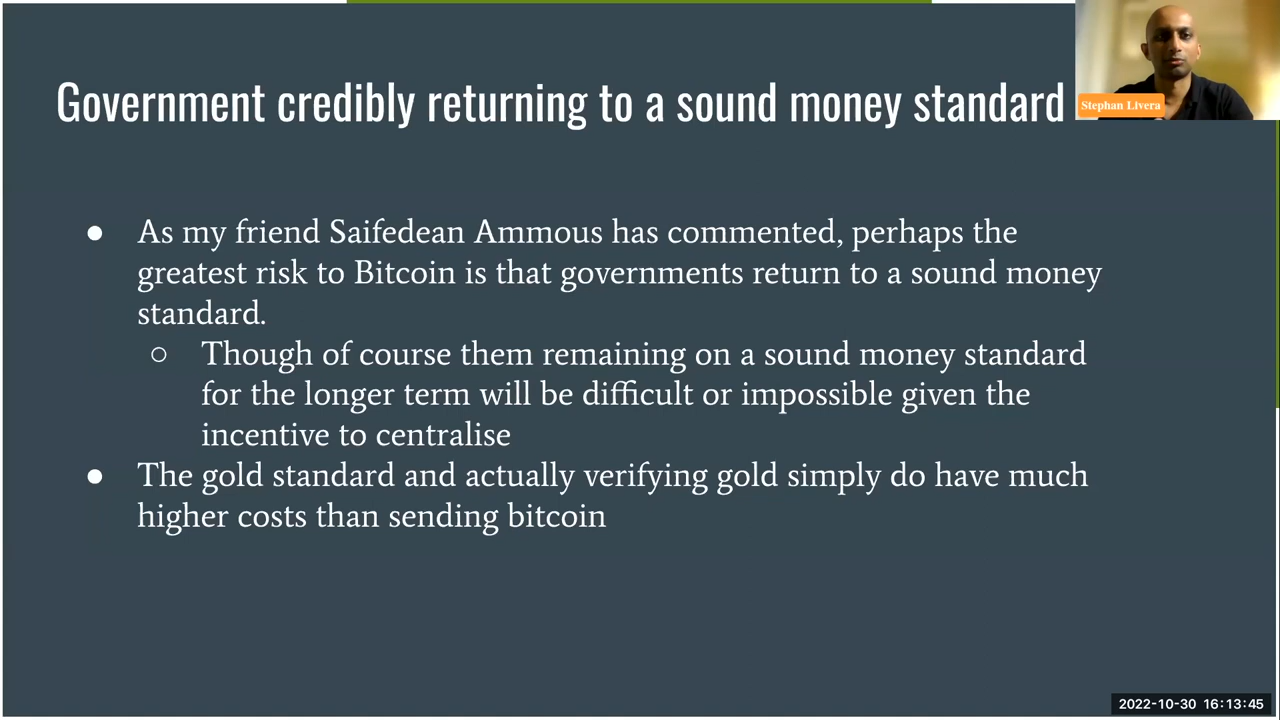 Government credibly returning to a sound money standard
Stephan Livera
● As my friend Saifedean Ammous has commented, perhaps the
greatest risk to Bitcoin is that governments return to a sound money
standard.
○ Though of course them remaining on a sound money standard
for the longer term will be difficult or impossible given the
incentive to centralise
● The gold standard and actually verifying gold simply do have much
higher costs than sending bitcoin
2022-10-30 16:13:45